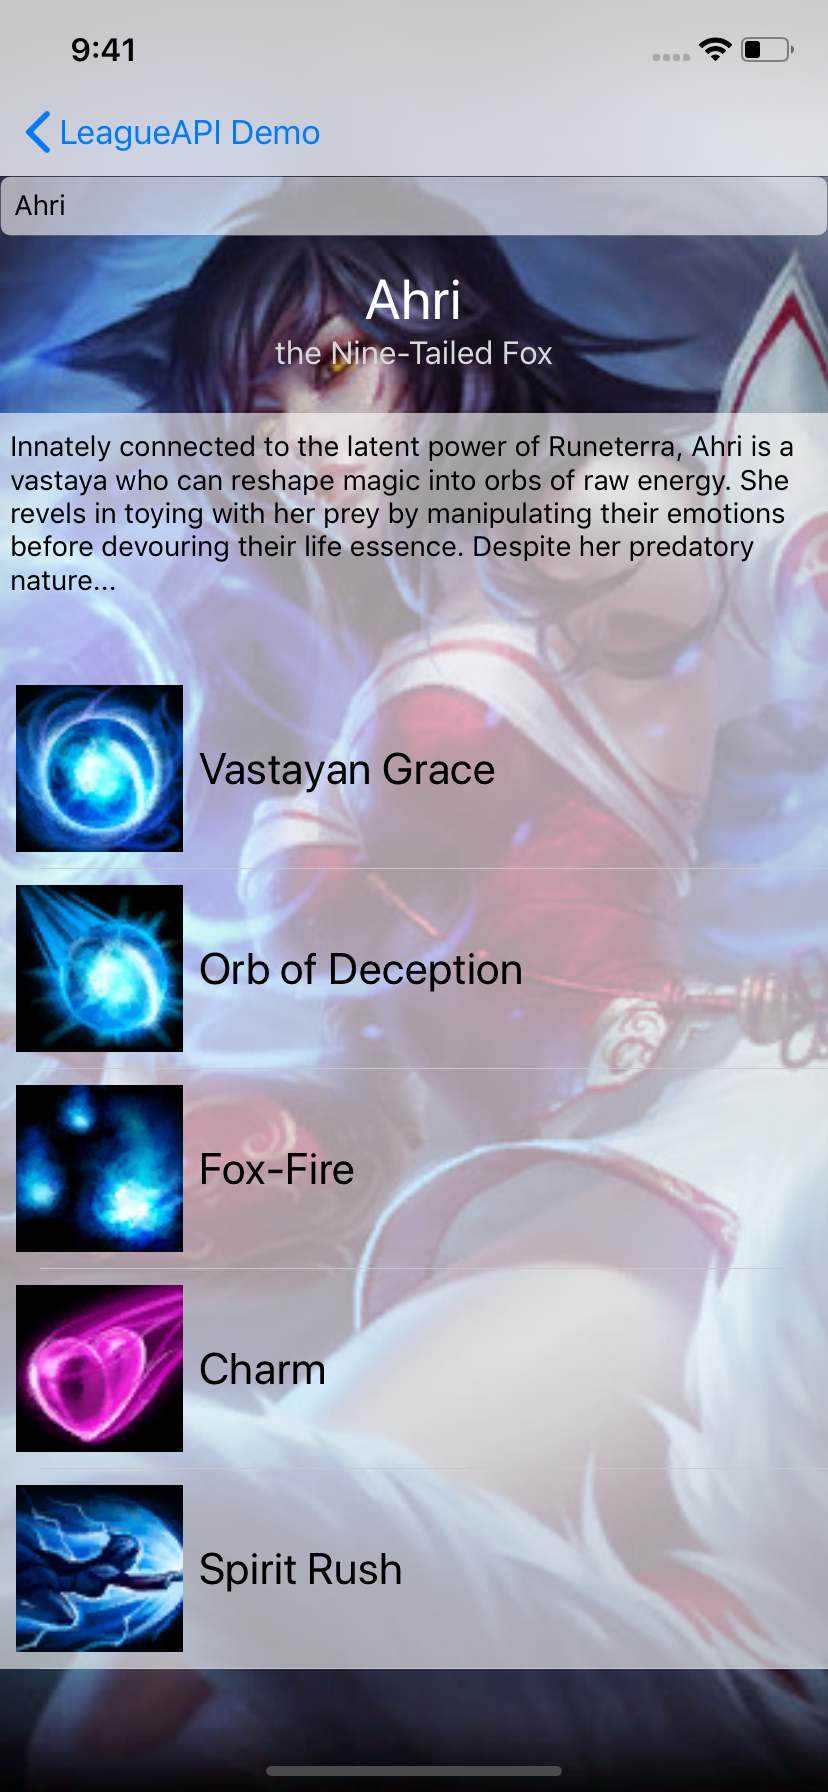 9:41
LeagueAPI Demo
Ahri
Ahri
the Nine-Tailed Fox
Innately connected to the latent power of Runeterra, Ahri is a
vastaya who can reshape magic into orbs of raw energy. She
revels in toying with her prey by manipulating their emotions
before devouring their life essence. Despite her predatory
nature...
Vastayan Grace
Orb of Deception
Fox-Fire
Charm
Spirit Rush